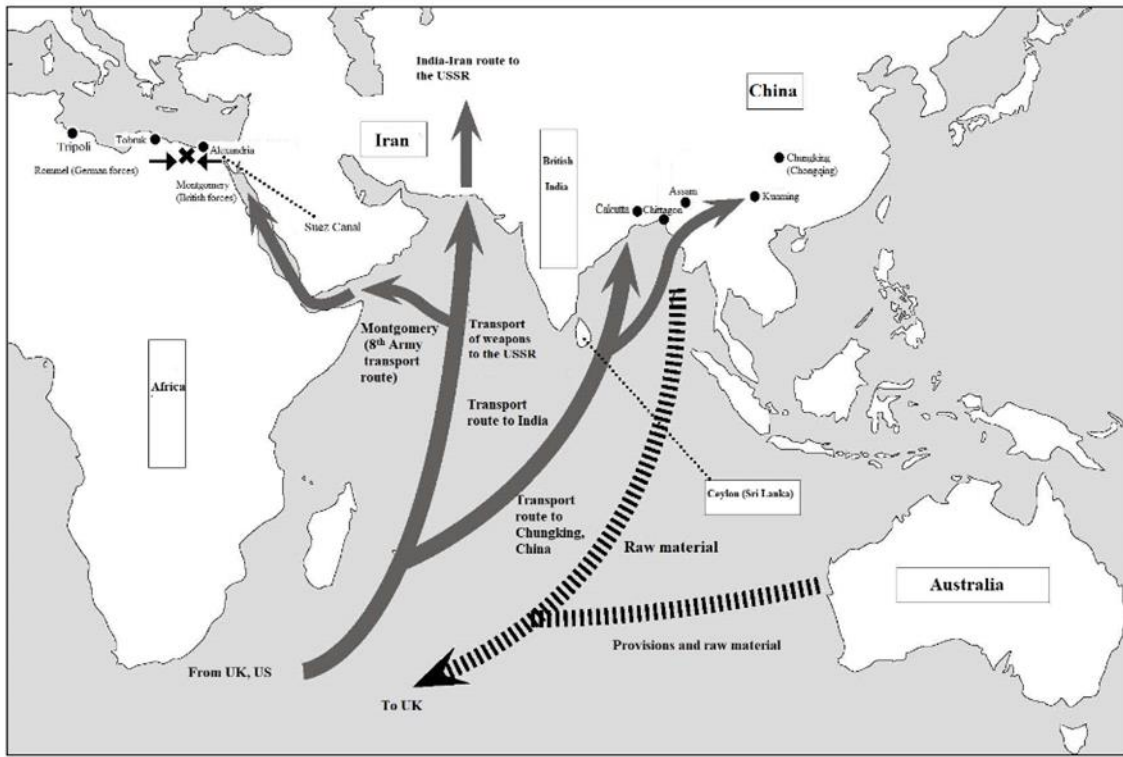 India-Iran route to
the USSR
China
Iran
Tripoli
Tobruk
Alexandria
Rommel (German forces)
Montgomery
(British forces)
Suez Canal
British
India
Chungking
(Chongqing)
Assam
Kunming
Calcutta
Chittagon
Africa
Montgomery
(8th Army
transport
route)
Transport
of weapons
to the USSR
Transport
route to India
Ceylon (Sri Lanka)
Transport
route to
Chungking,
China
Raw material
Australia
Provisions and raw material
From UK, US
To UK